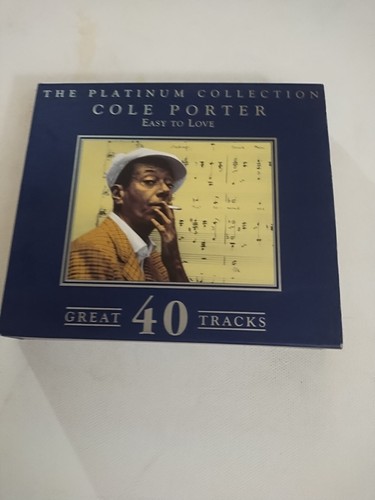 THE PLATINUM COLLECTION
COLE PORTER
EASY TO LOVE
GREAT 40 TRACKS